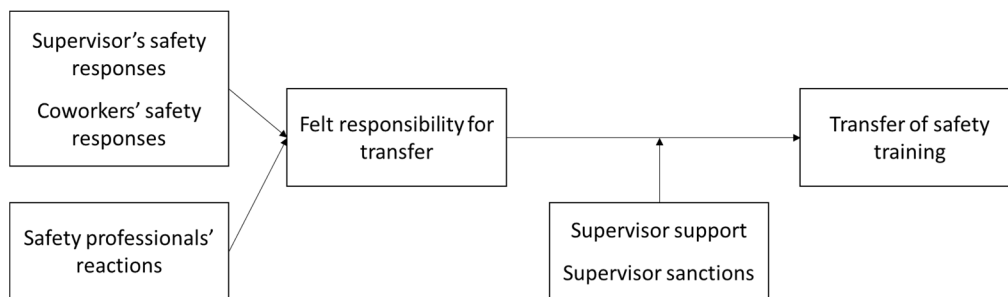 Supervisor’s safety
responses
Coworkers’ safety
responses
Safety professionals’
reactions
Felt responsibility for
transfer
Supervisor support
Supervisor sanctions
Transfer of safety
training